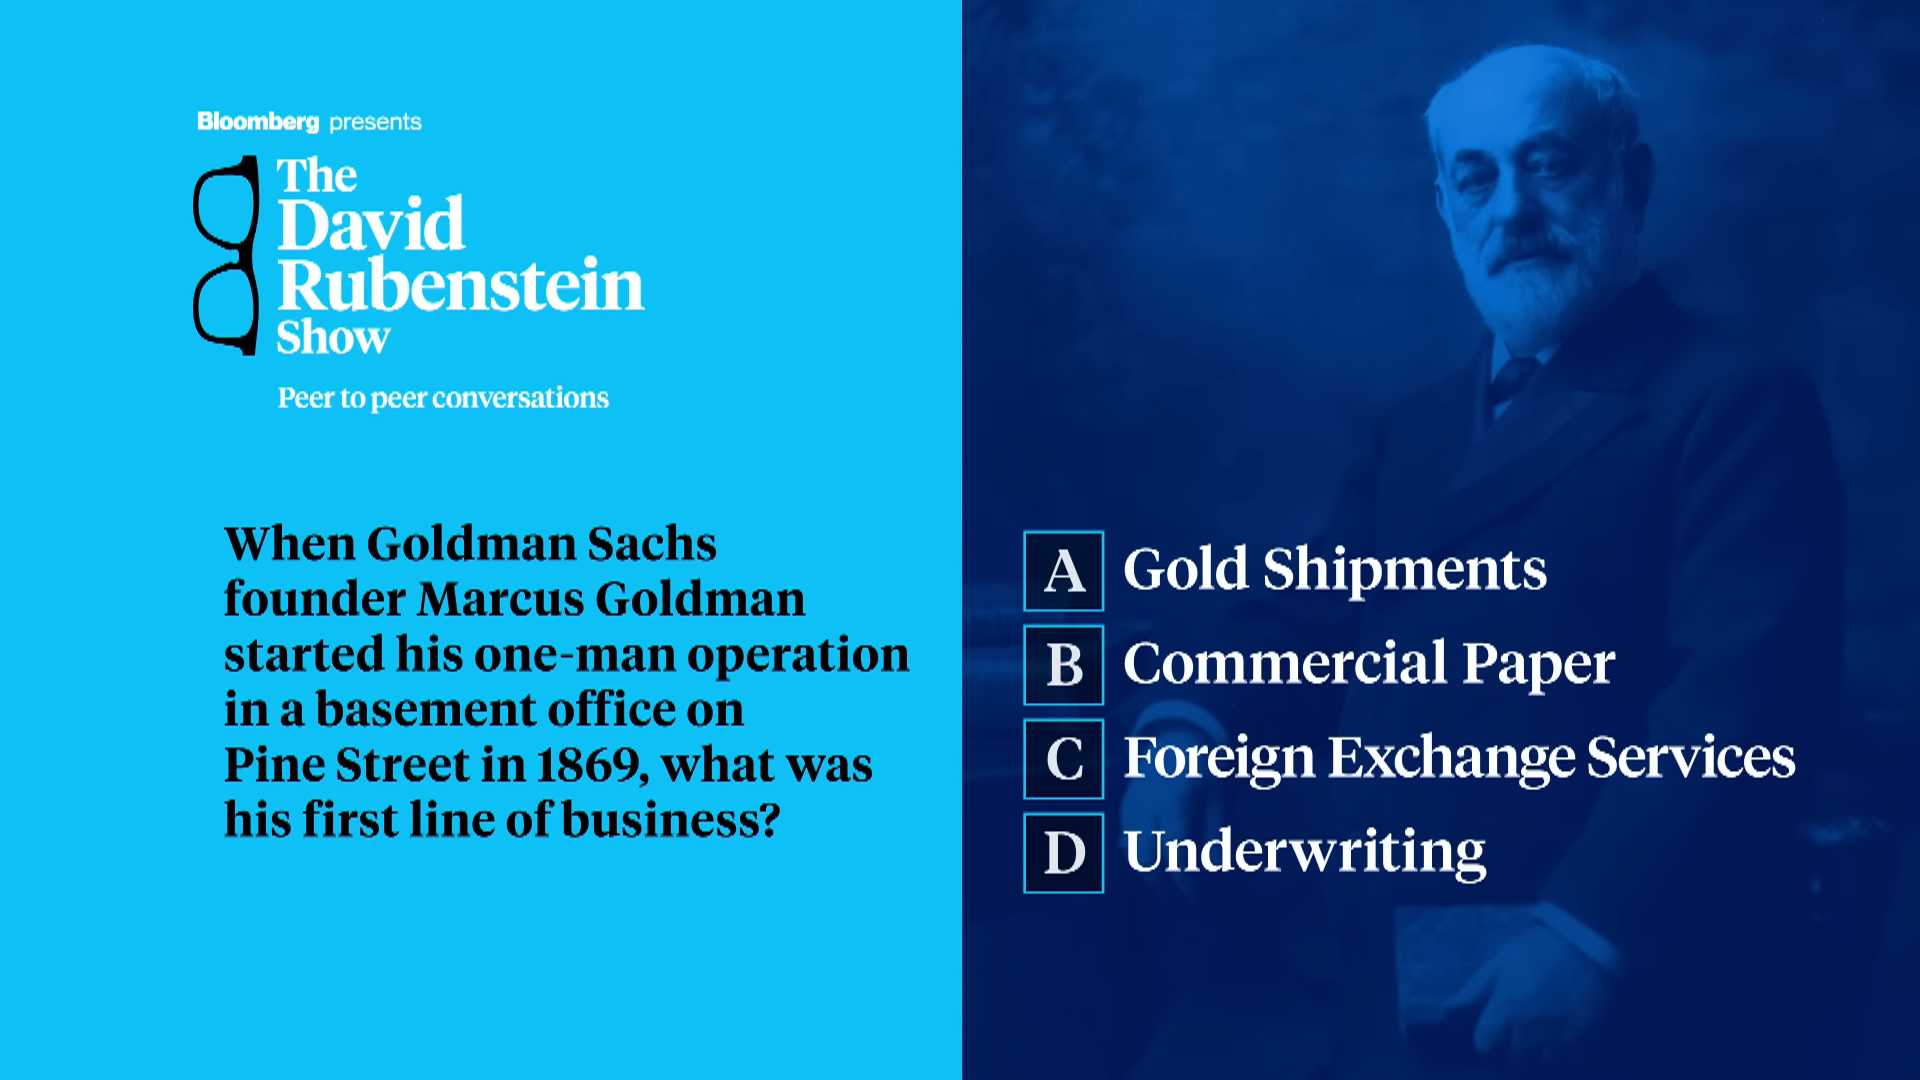 Bloomberg presents
The
David
Rubenstein
Show
Peer to peer conversations
When Goldman Sachs
founder Marcus Goldman
started his one-man operation
in a basement office on
Pine Street in 1869, what was
his first line of business?
A Gold Shipments
B Commercial Paper
C Foreign Exchange Services
D Underwriting